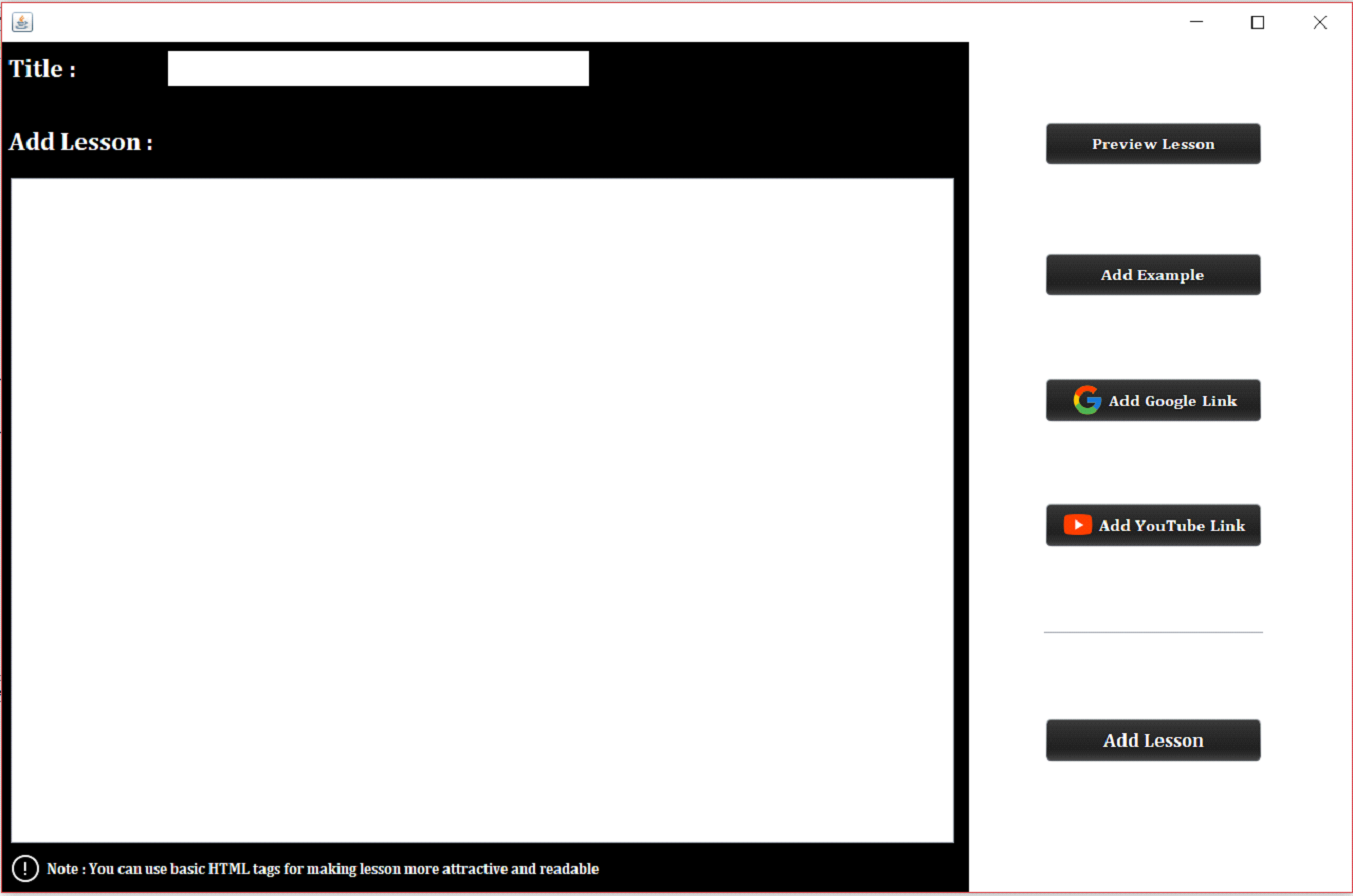 Title :
Add Lesson :
Preview Lesson
Add Example
Add Google Link
Add YouTube Link
Add Lesson
Note : You can use basic HTML tags for making lesson more attractive and readable